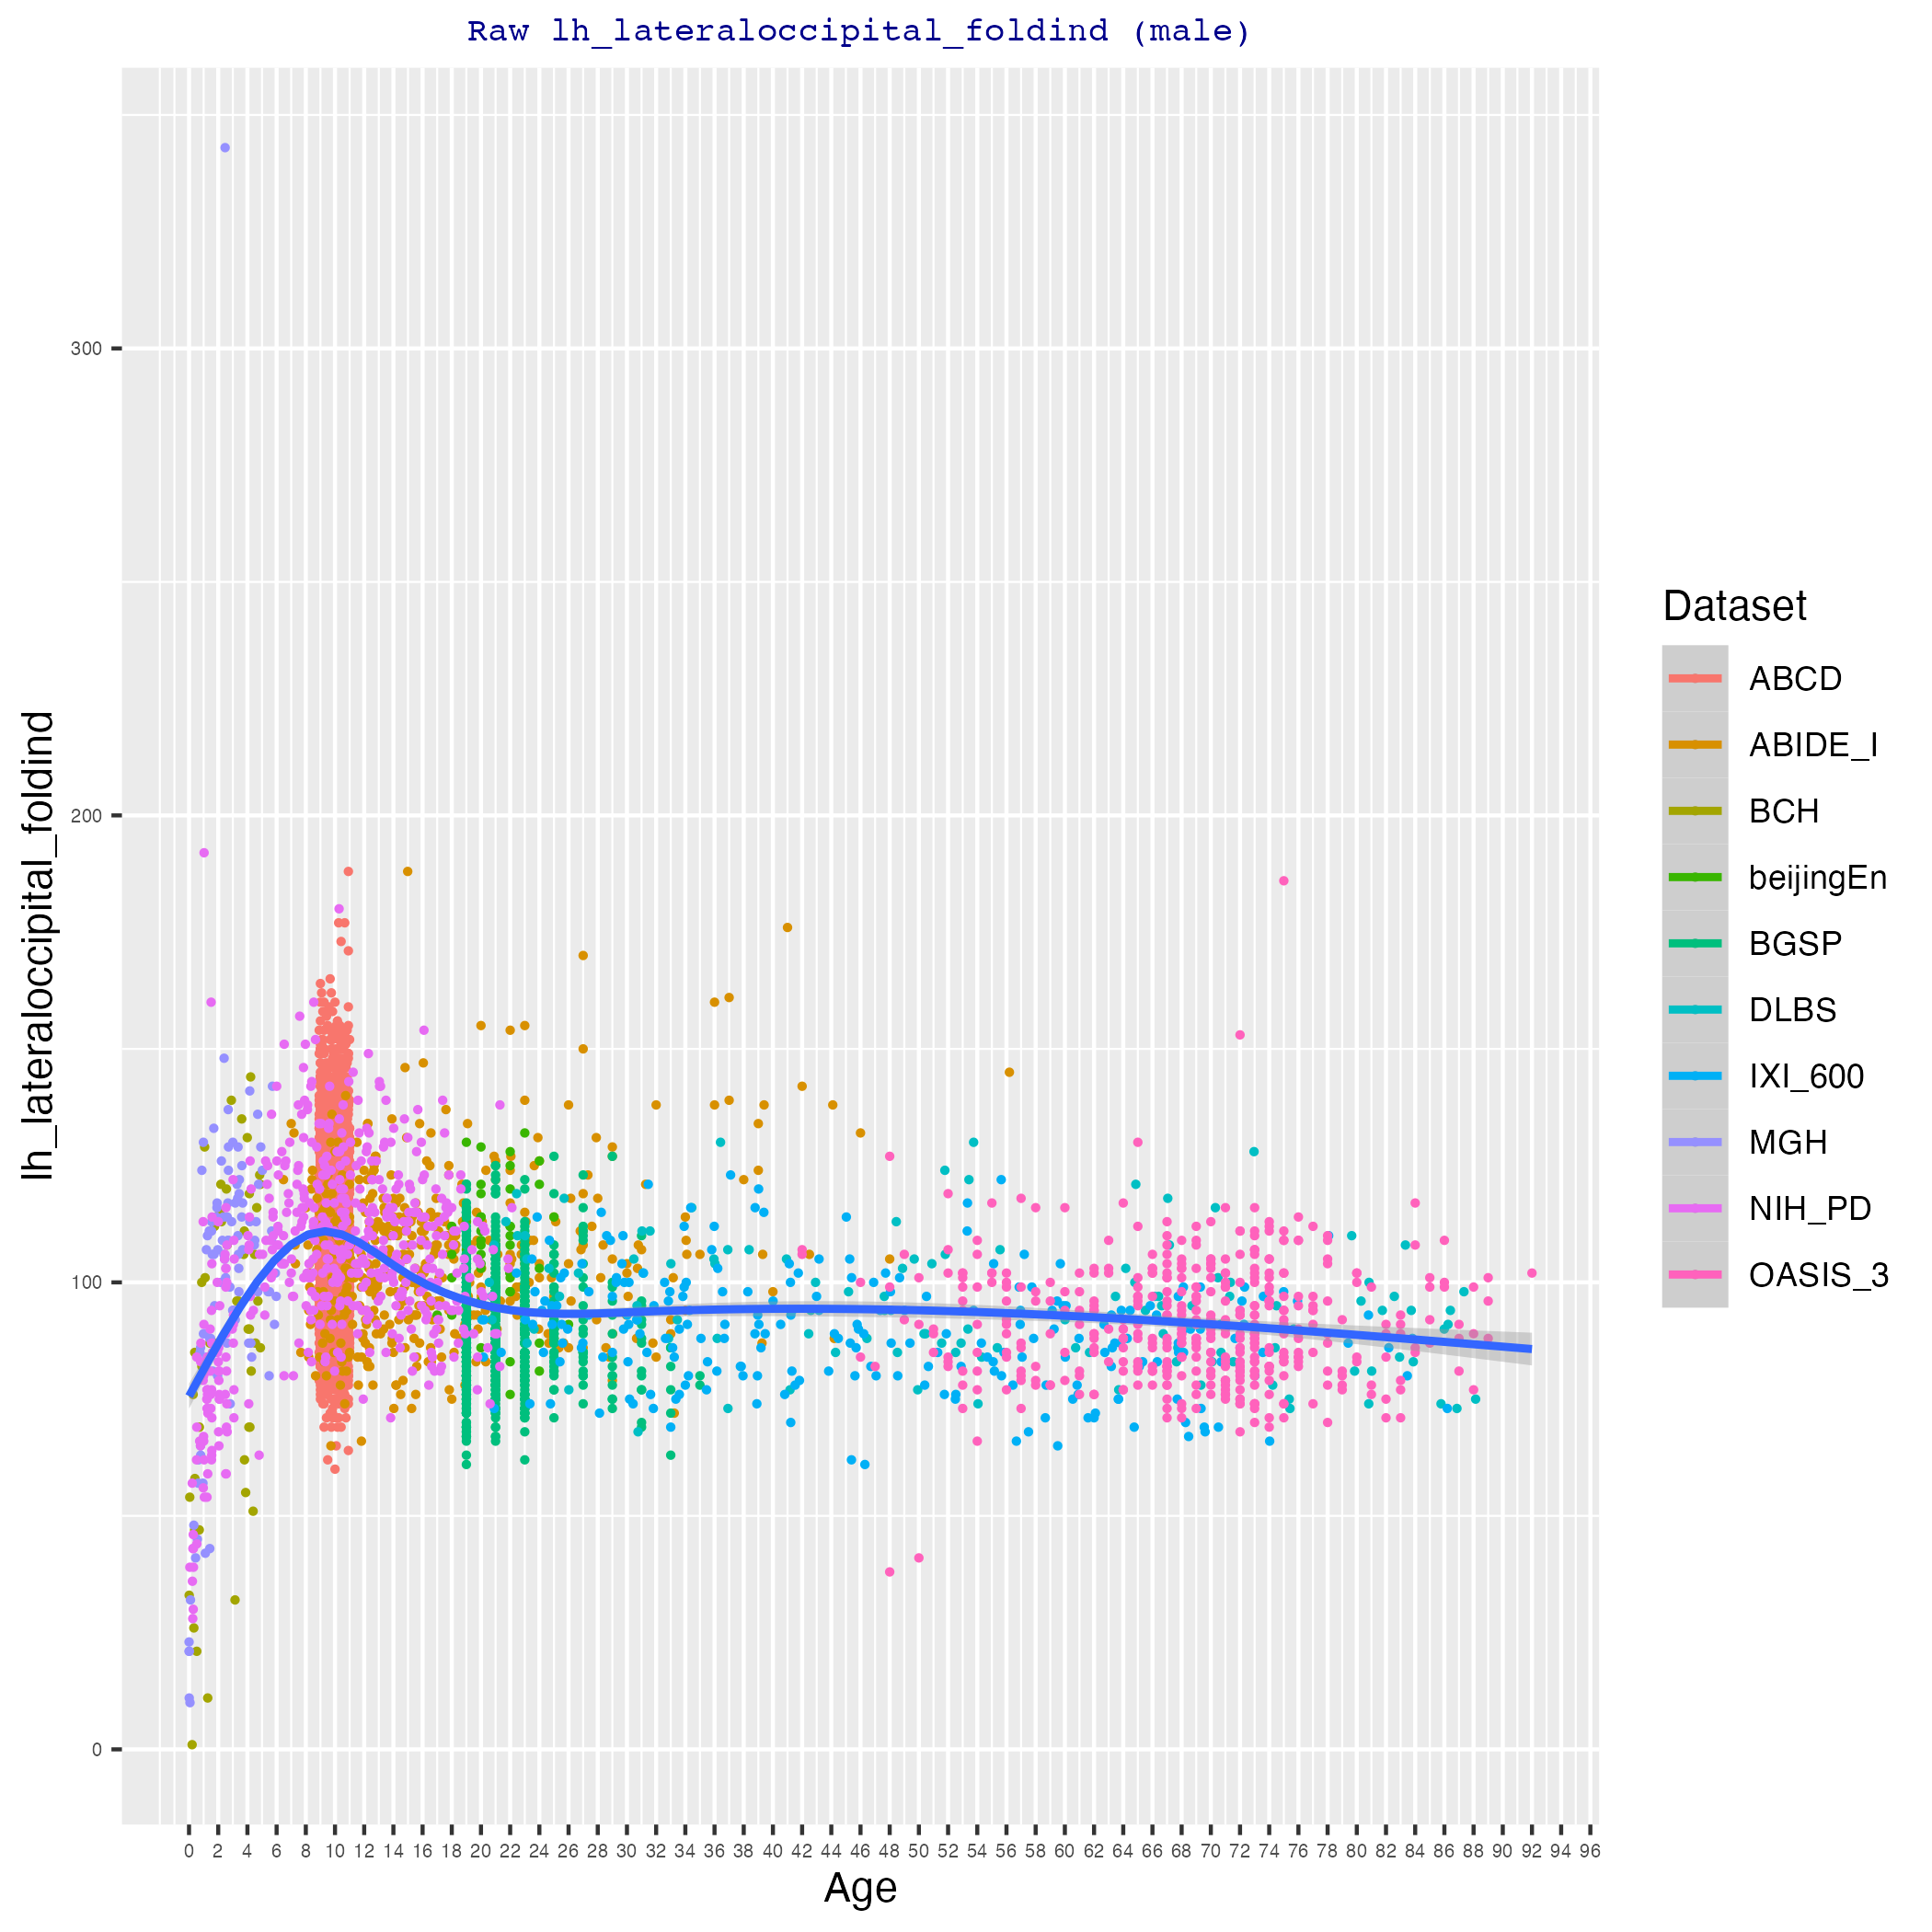 Raw lh_lateraloccipital_foldind (male)
lh_lateraloccipital_foldind
300
200
100
0
0 2 4 6 8 10 12 14 16 18 20 22 24 26 28 30 32 34 36 38 40 42 44 46 48 50 52 54 56 58 60 62 64 66 68 70 72 74 76 78 80 82 84 86 88 90 92 94 96
Age
Dataset
ABCD
ABIDE_I
BCH
beijingEn
BGSP
DLBS
IXI_600
MGH
NIH_PD
OASIS_3